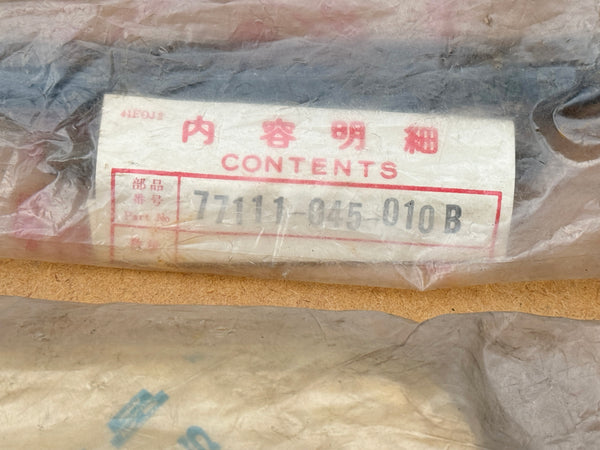 内容明細
CONTENTS
部品
番号
Part No
77111-045-010B